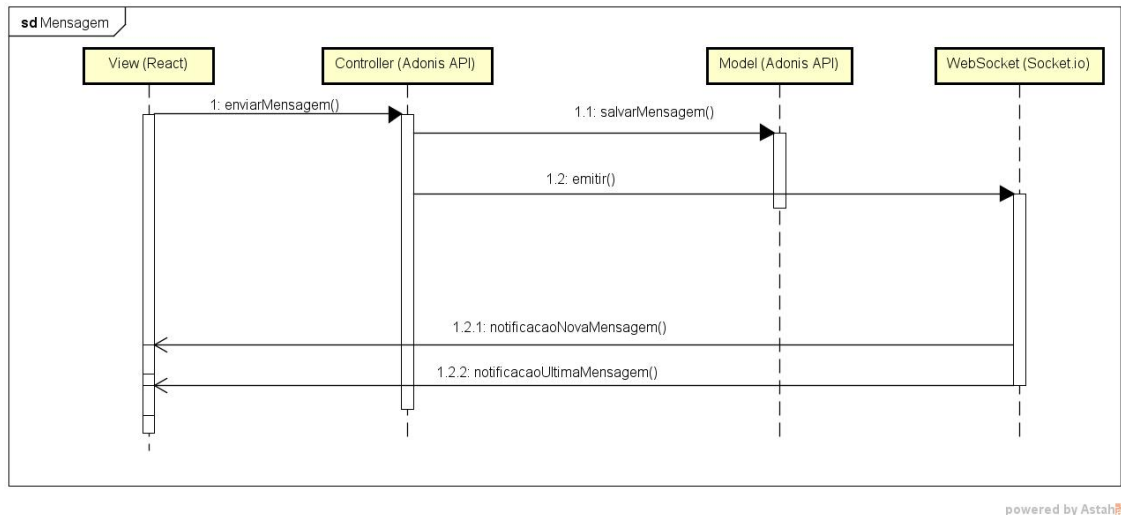 sd Mensagem
View (React)
Controller (Adonis API)
Model (Adonis API)
WebSocket (Socket.io)
1: enviarMensagem()
1.1: salvarMensagem()
1.2: emitir()
1.2.1: notificacaoNovaMensagem()
1.2.2: notificacaoUltimaMensagem()
powered by Astah